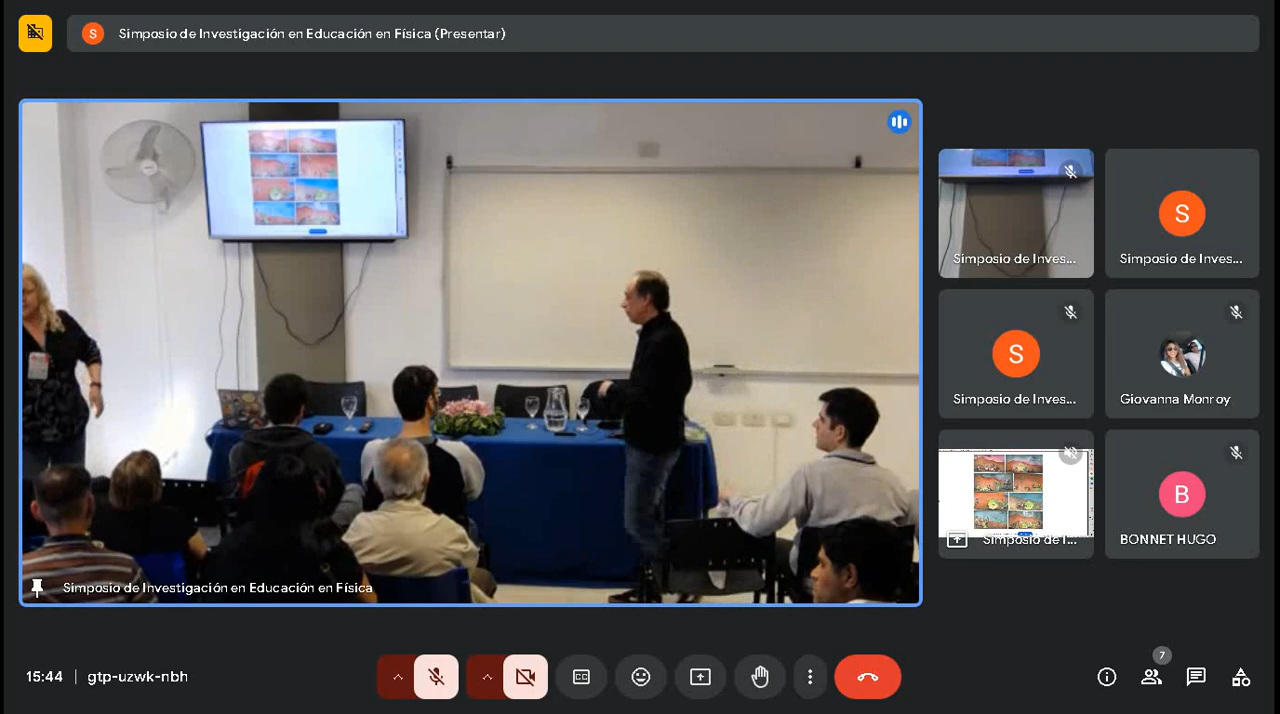 S Simposio de Investigación en Educación en Física (Presentar)
Simposio de Investigación en Educación en Física
Simposio de Inves...
S
Simposio de Inves...
S
Simposio de Inves...
Giovanna Monroy
Simposio de I...
B
BONNET HUGO
15:44 | gtp-uzwk-nbh
CC
7